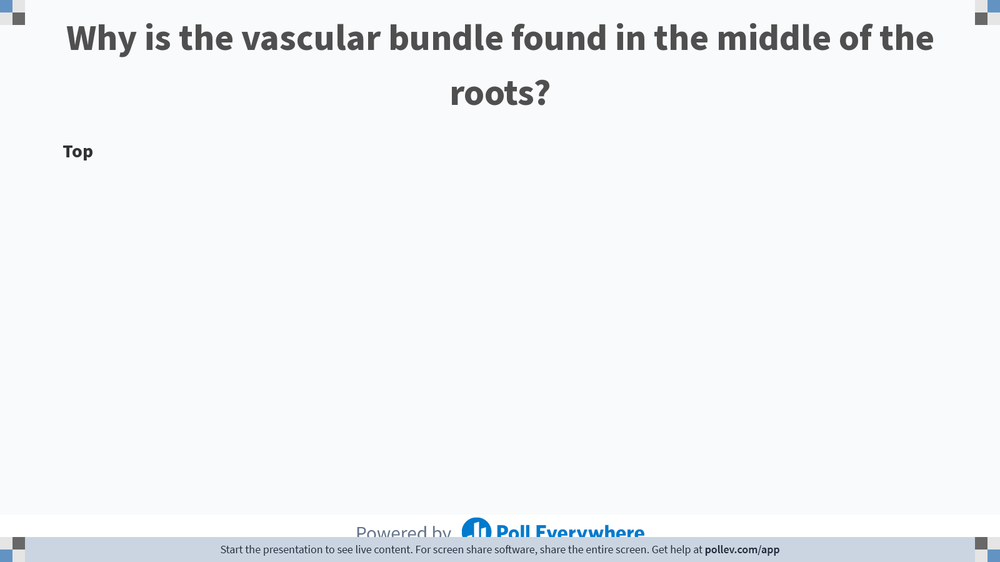 Why is the vascular bundle found in the middle of the
roots?
Top
Powered by Poll Everywhere
Start the presentation to see live content. For screen share software, share the entire screen. Get help at pollev.com/app